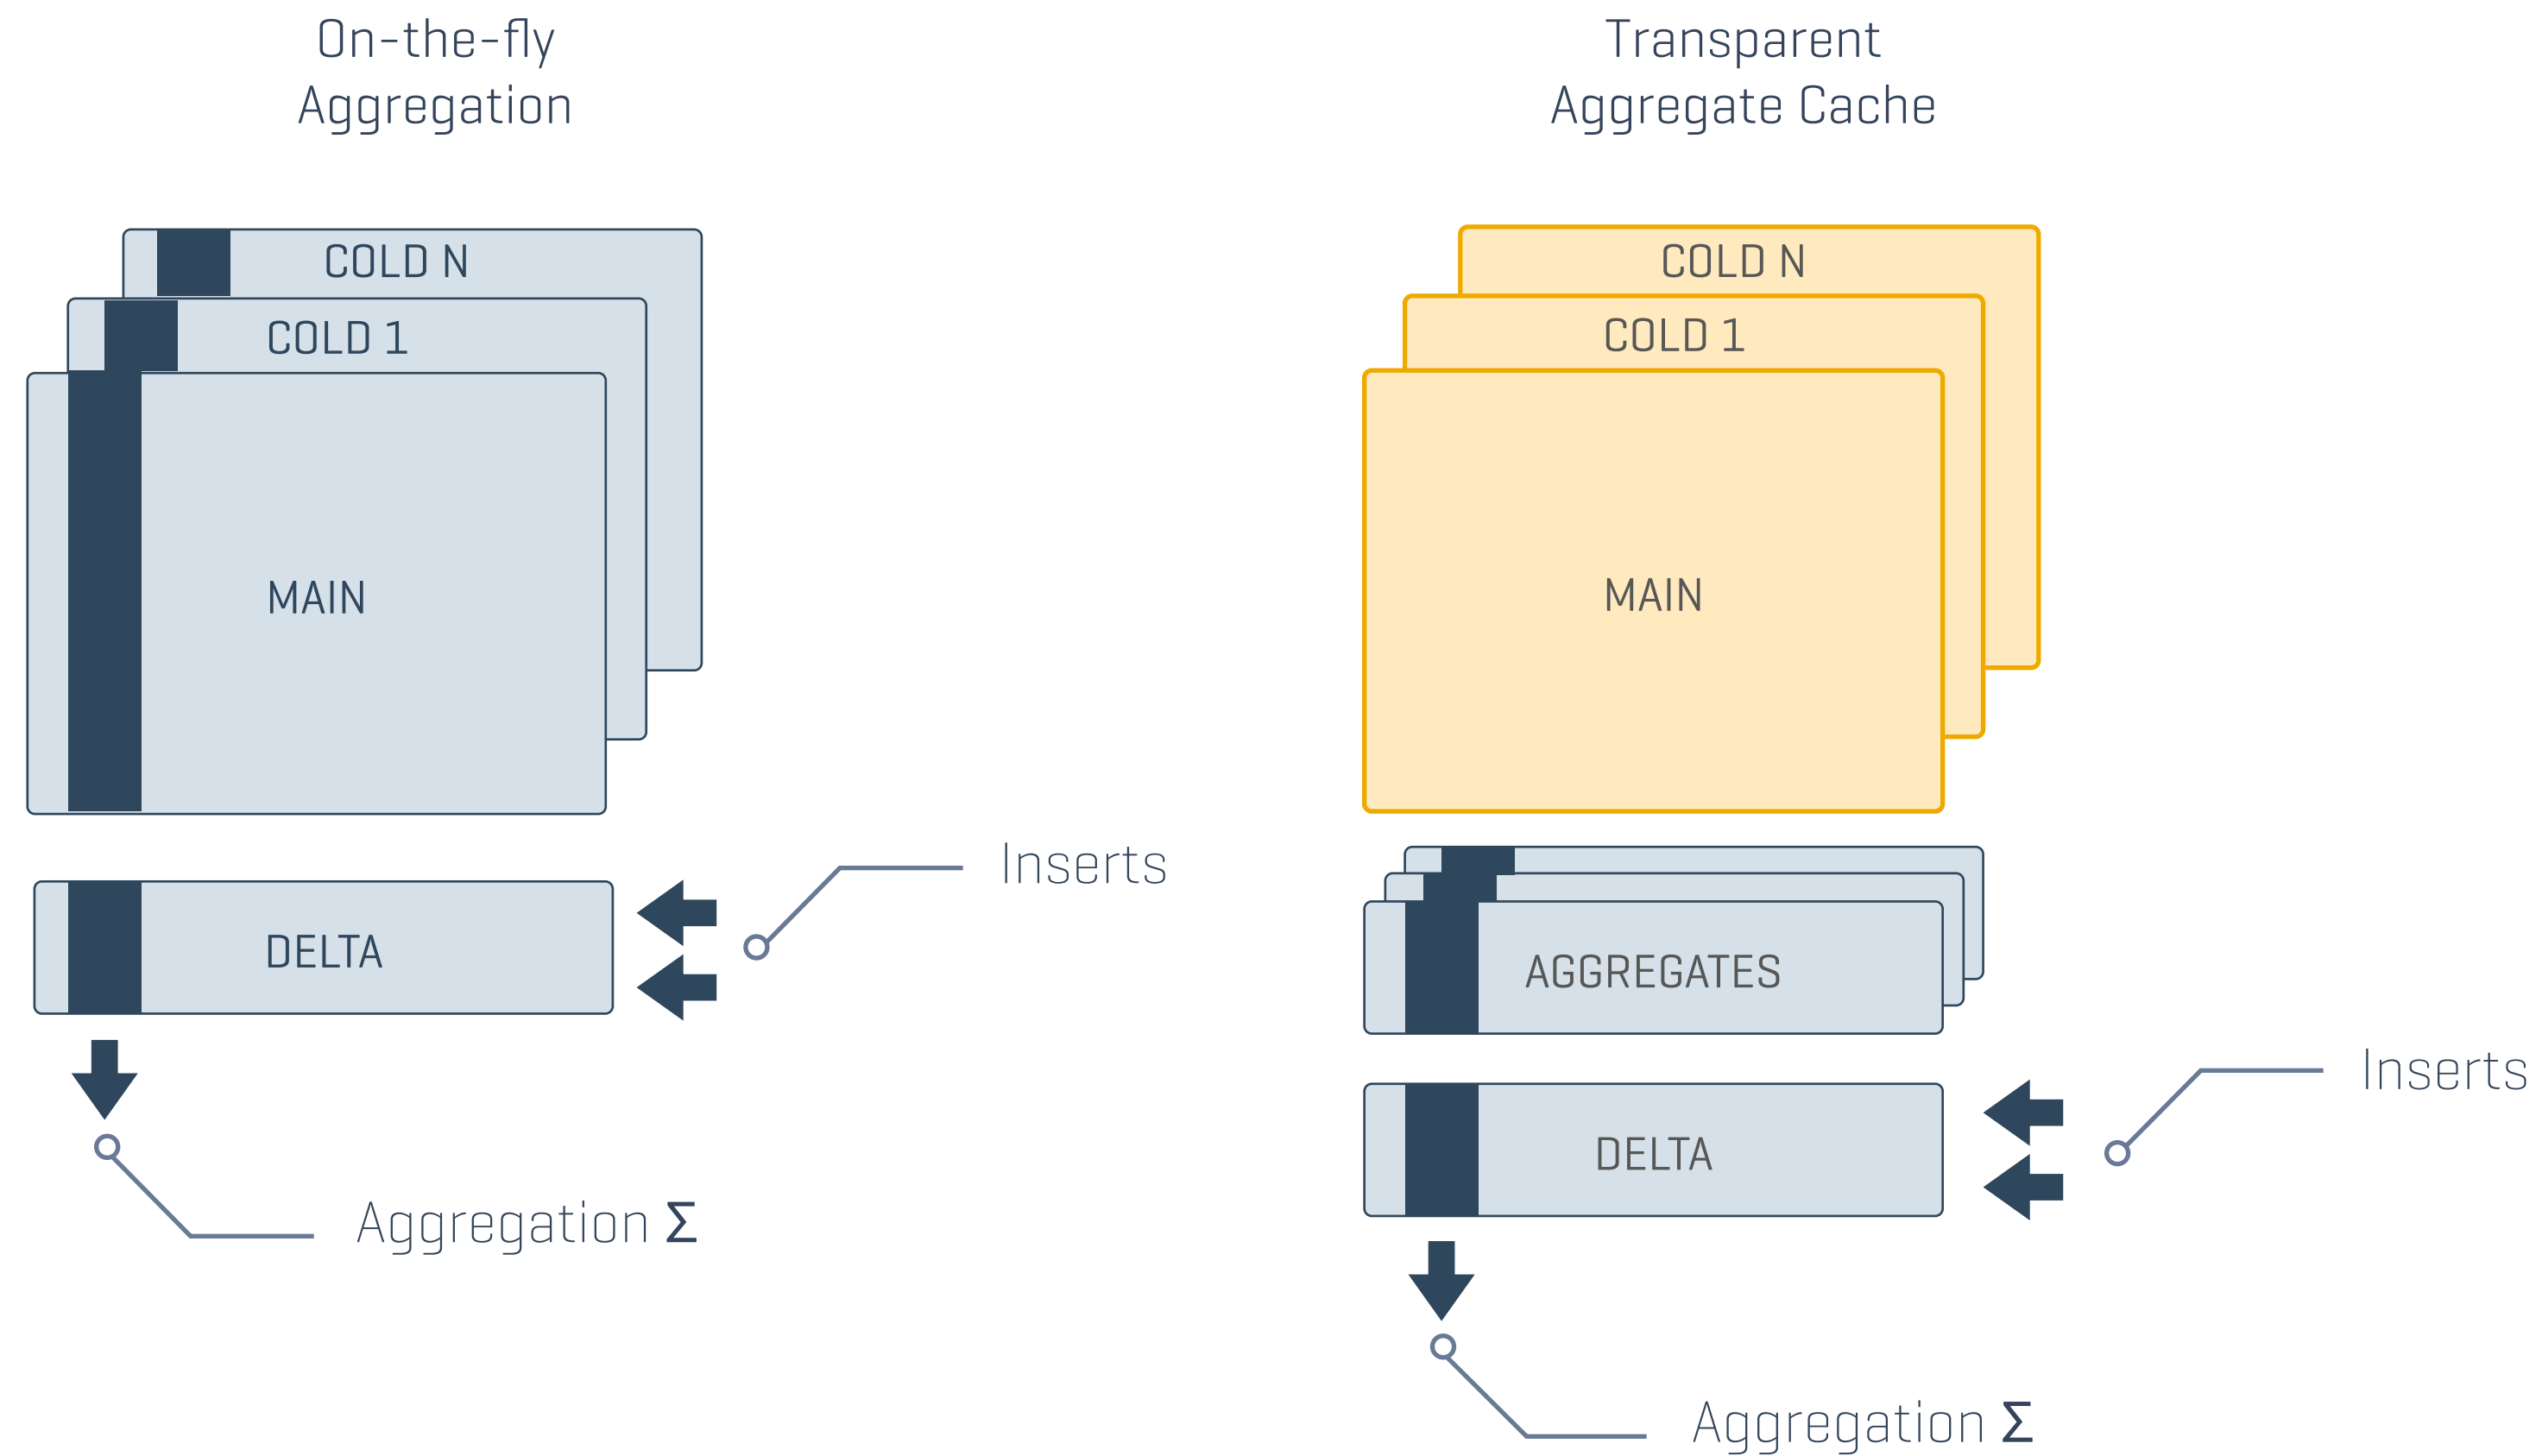 On-the-fly
Aggregation
COLD N
COLD 1
MAIN
DELTA
Inserts
Aggregation Σ
Transparent
Aggregate Cache
COLD N
COLD 1
MAIN
AGGREGATES
DELTA
Inserts
Aggregation Σ